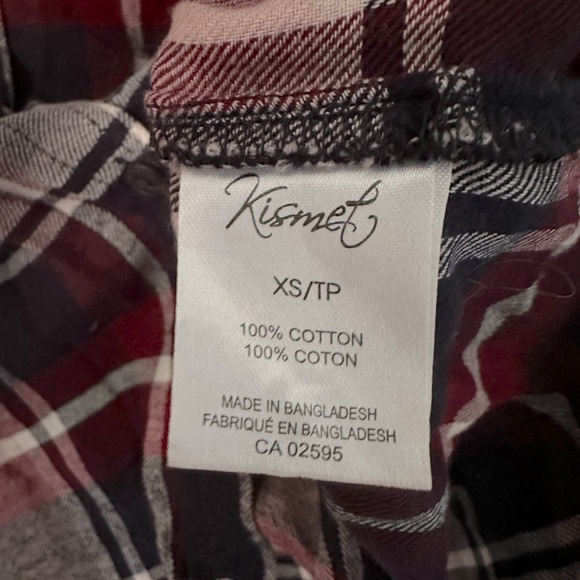 Kismet
XS/TP
100% COTTON
100% COTON
MADE IN BANGLADESH
FABRIQUÉ EN BANGLADESH
CA 02595